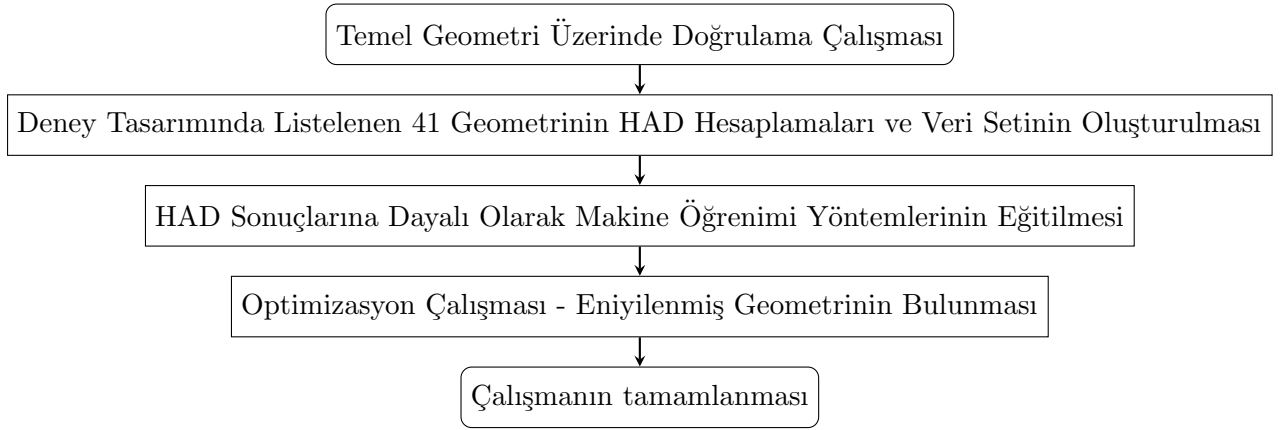 Temel Geometri Üzerinde Doğrulama Çalışması
Deney Tasarımında Listelenen 41 Geometrinin HAD Hesaplamaları ve Veri Setinin Oluşturulması
HAD Sonuçlarına Dayalı Olarak Makine Öğrenimi Yöntemlerinin Eğitilmesi
Optimizasyon Çalışması - Eniyilenmiş Geometrinin Bulunması
Çalışmanın tamamlanması